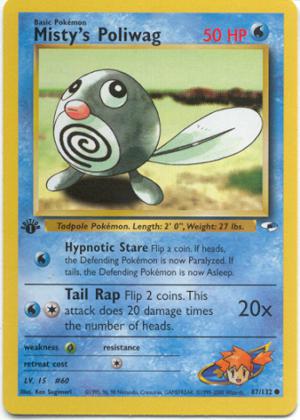 Basic Pokémon
Misty's Poliwag 50 HP
Tadpole Pokémon. Length: 2' 0", Weight: 27 lbs.
Hypnotic Stare Flip a coin. If heads,
the Defending Pokémon is now Paralyzed. If
tails, the Defending Pokémon is now Asleep.
Tail Rap Flip 2 coins. This
attack does 20 damage times
the number of heads.
20x
weakness resistance
retreat cost
LV. 15 #60
Illus. Ken Sugimori
87/132